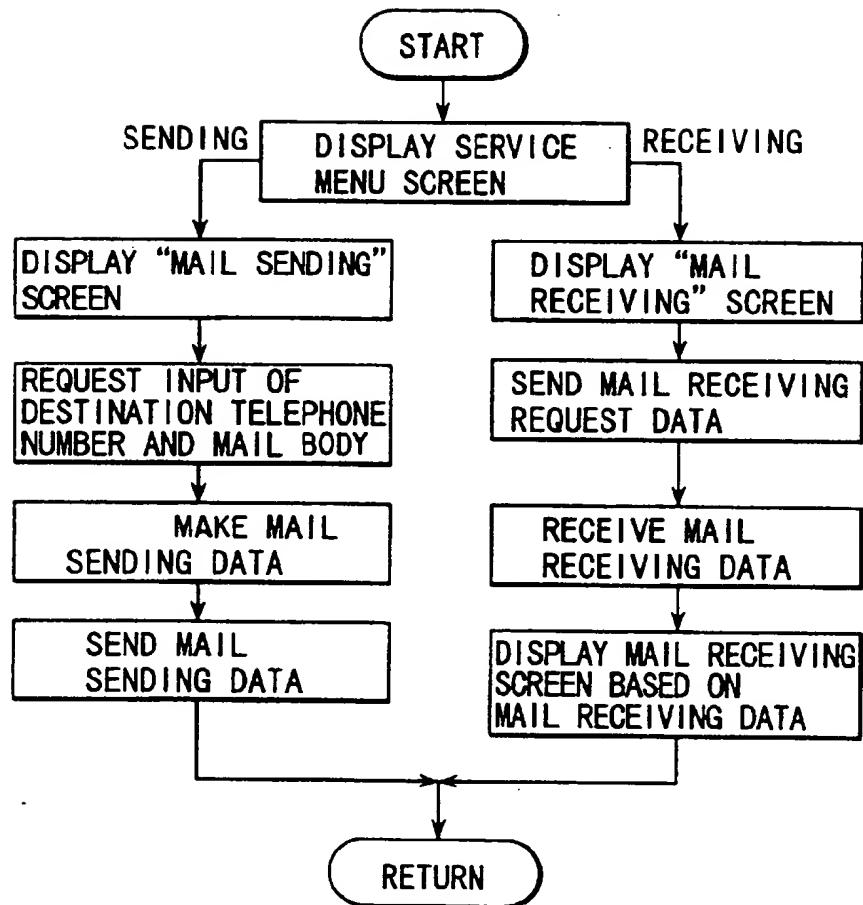 START
SENDING
DISPLAY SERVICE
MENU SCREEN
RECEIVING
DISPLAY “MAIL SENDING”
SCREEN
REQUEST INPUT OF
DESTINATION TELEPHONE
NUMBER AND MAIL BODY
MAKE MAIL
SENDING DATA
SEND MAIL
SENDING DATA
DISPLAY “MAIL
RECEIVING” SCREEN
SEND MAIL RECEIVING
REQUEST DATA
RECEIVE MAIL
RECEIVING DATA
DISPLAY MAIL RECEIVING
SCREEN BASED ON
MAIL RECEIVING DATA
RETURN